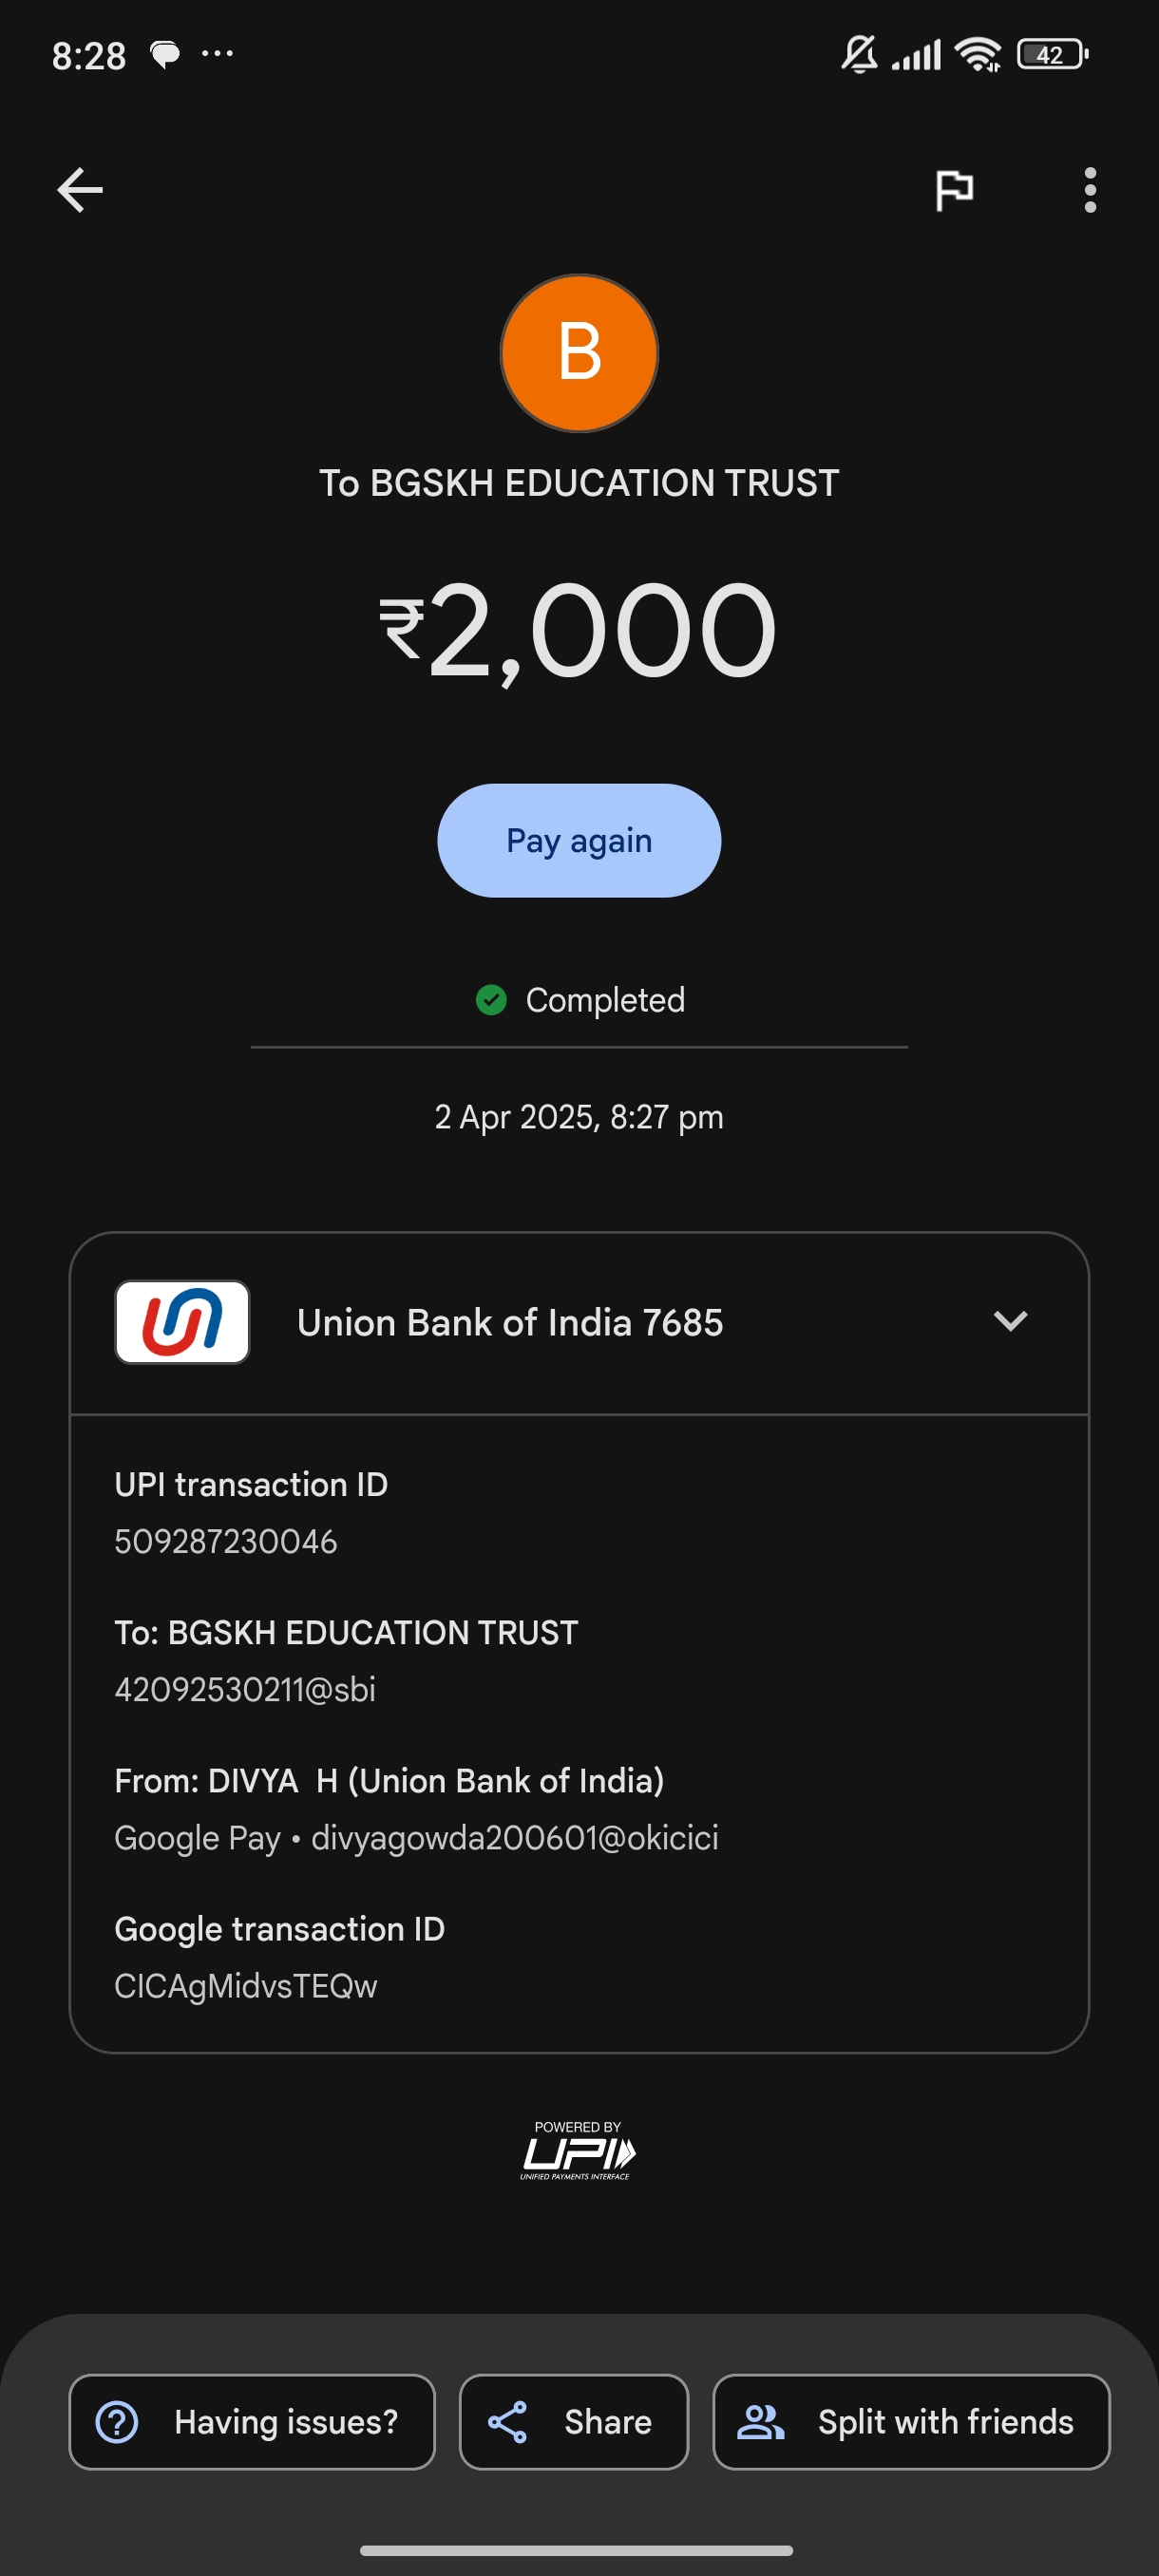 8:28
42
B
To BGSKH EDUCATION TRUST
₹2,000
Pay again
Completed
2 Apr 2025, 8:27 pm
Union Bank of India 7685
UPI transaction ID
509287230046
To: BGSKH EDUCATION TRUST
42092530211@sbi
From: DIVYA  H (Union Bank of India)
Google Pay • divyagowda200601@okicici
Google transaction ID
CICAgMidvsTEQw
POWERED BY
UPI
UNIFIED PAYMENTS INTERFACE
Having issues?
Share
Split with friends